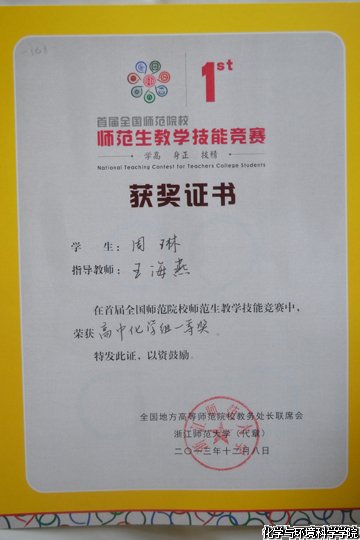 1st
首届全国师范院校
师范生教学技能竞赛
学高 身正 技精
National Teaching Contest for Teachers College Students
获奖证书
学 生：周琳
指导教师：王海燕
在首届全国师范院校师范生教学技能竞赛中，
荣获 高中化学组一等奖。
特发此证，以资鼓励。
全国地方高等师范院校教务处长联席会
浙江师范大学（代章）
二〇一三年十二月八日
化学与环境科学学院